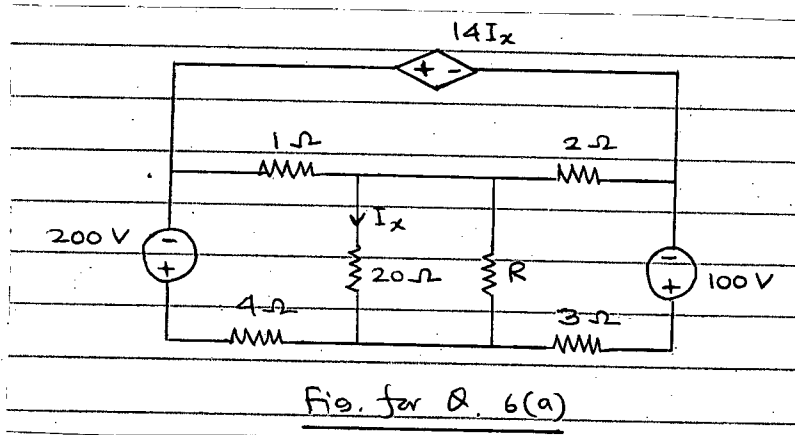 14Ix
+ -
1Ω
2Ω
Ix
200 V
-
+
20Ω
R
-
+
100 V
4Ω
3Ω
Fig. for Q. 6(a)